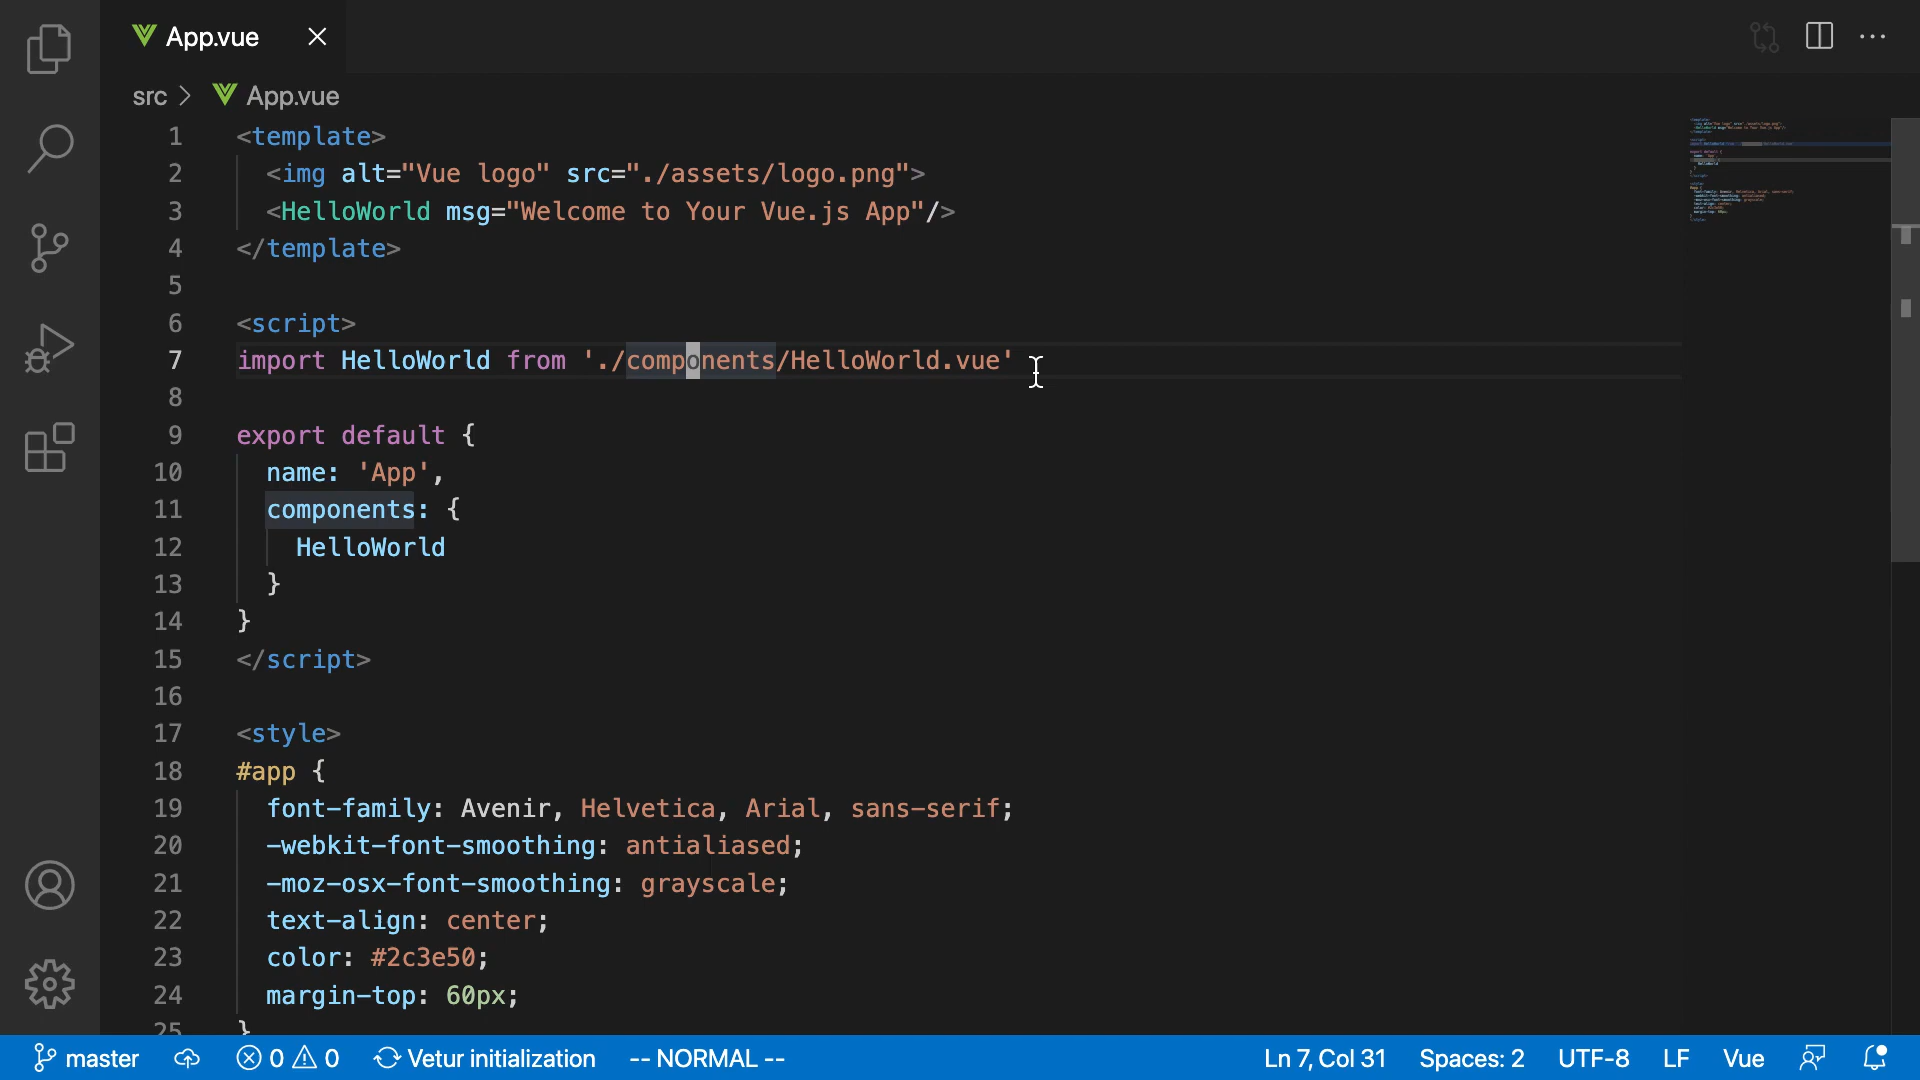 App.vue
src > App.vue
1 <template>
2 <img alt="Vue logo" src="./assets/logo.png">
3 <HelloWorld msg="Welcome to Your Vue.js App"/>
4 </template>
5
6 <script>
7 import HelloWorld from './components/HelloWorld.vue'
8
9 export default {
10 name: 'App',
11 components: {
12 HelloWorld
13 }
14 }
15 </script>
16
17 <style>
18 #app {
19 font-family: Avenir, Helvetica, Arial, sans-serif;
20 -webkit-font-smoothing: antialiased;
21 -moz-osx-font-smoothing: grayscale;
22 text-align: center;
23 color: #2c3e50;
24 margin-top: 60px;
25 }
master 0 0 Vetur initialization -- NORMAL -- Ln 7, Col 31 Spaces: 2 UTF-8 LF Vue